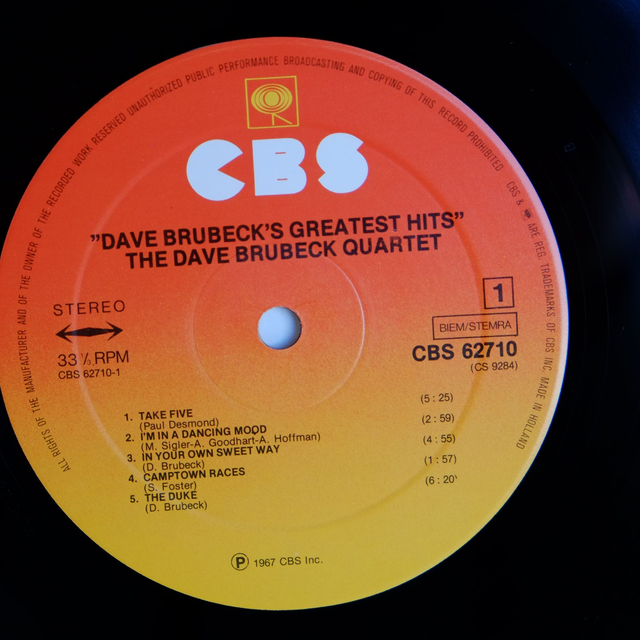 ALL RIGHTS OF THE MANUFACTURER AND OF THE OWNER OF THE RECORDED WORK RESERVED UNAUTHORIZED PUBLIC PERFORMANCE BROADCASTING AND COPYING OF THIS RECORD PROHIBITED
CBS & ARE REG. TRADEMARKS OF CBS INC. MADE IN HOLLAND
CBS
"DAVE BRUBECK'S GREATEST HITS"
THE DAVE BRUBECK QUARTET
STEREO
33⅓ RPM
CBS 62710-1
1
BIEM/STEMRA
CBS 62710
(CS 9284)
1. TAKE FIVE (5 : 25)
(Paul Desmond)
2. I'M IN A DANCING MOOD (2 : 59)
(M. Sigler-A. Goodhart-A. Hoffman)
3. IN YOUR OWN SWEET WAY (4 : 55)
(D. Brubeck)
4. CAMPTOWN RACES (1 : 57)
(S. Foster)
5. THE DUKE (6 : 20)
(D. Brubeck)
Ⓟ 1967 CBS Inc.